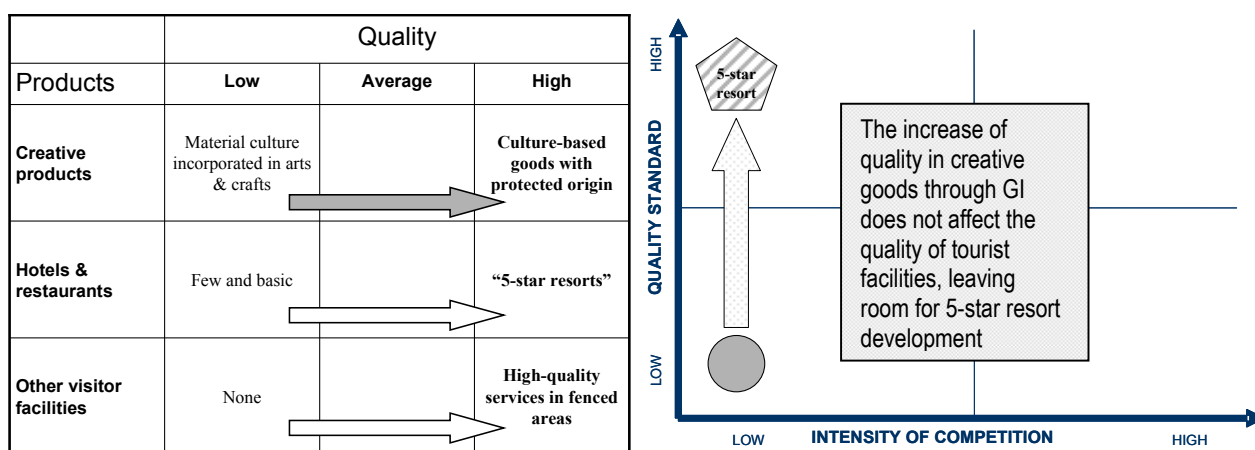 Quality
Products
Low
Average
High
Creative
products
Material culture
incorporated in arts
& crafts
Culture-based
goods with
protected origin
Hotels &
restaurants
Few and basic
“5-star resorts”
Other visitor
facilities
None
High-quality
services in fenced
areas
HIGH
QUALITY STANDARD
LOW
5-star
resort
The increase of
quality in creative
goods through GI
does not affect the
quality of tourist
facilities, leaving
room for 5-star resort
development
LOW
INTENSITY OF COMPETITION
HIGH